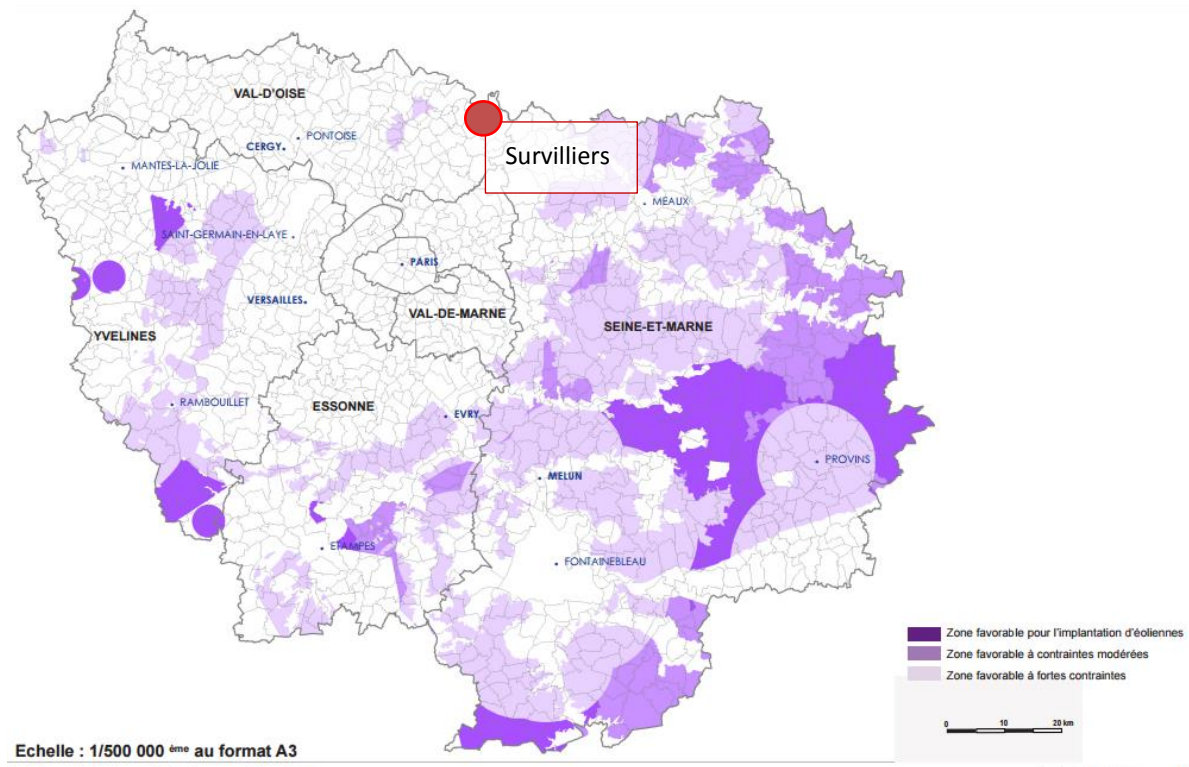 VAL-D'OISE
PONTOISE
CERGY
Survilliers
MANTES-LA-JOLIE
MEAUX
SAINT-GERMAIN-EN-LAYE
PARIS
VERSAILLES
VAL-DE-MARNE
SEINE-ET-MARNE
YVELINES
RAMBOUILLET
ESSONNE
EVRY
PROVINS
MELUN
ETAMPES
FONTAINEBLEAU
Zone favorable pour l'implantation d'éoliennes
Zone favorable à contraintes modérées
Zone favorable à fortes contraintes
0 10 20 km
Echelle : 1/500 000 ème au format A3